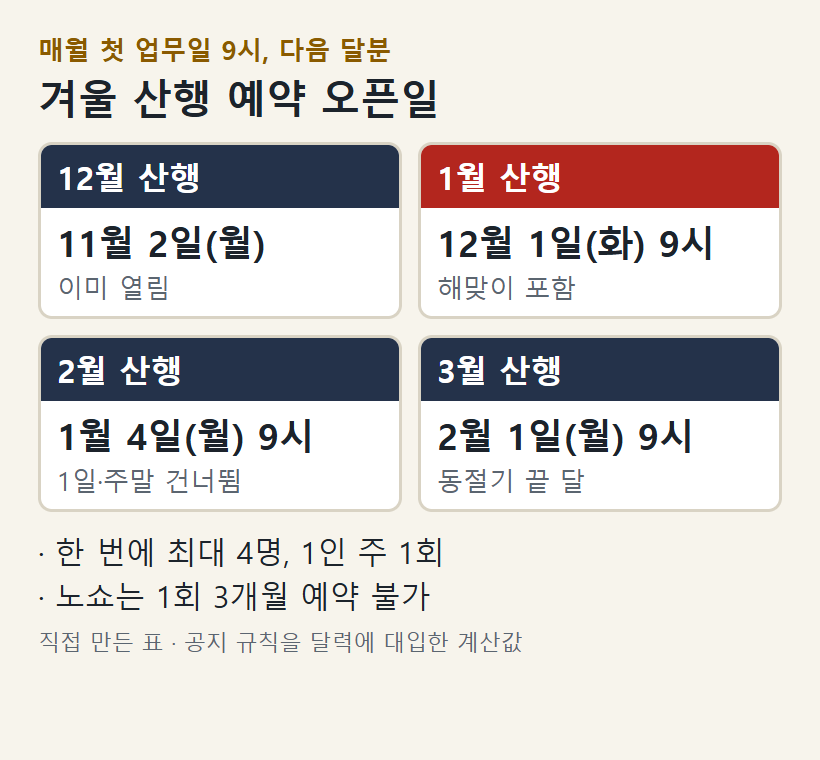 매월 첫 업무일 9시, 다음 달분
겨울 산행 예약 오픈일
12월 산행
11월 2일(월)
이미 열림
1월 산행
12월 1일(화) 9시
해맞이 포함
2월 산행
1월 4일(월) 9시
1일·주말 건너뜀
3월 산행
2월 1일(월) 9시
동절기 끝 달
· 한 번에 최대 4명, 1인 주 1회
· 노쇼는 1회 3개월 예약 불가
직접 만든 표 · 공지 규칙을 달력에 대입한 계산값